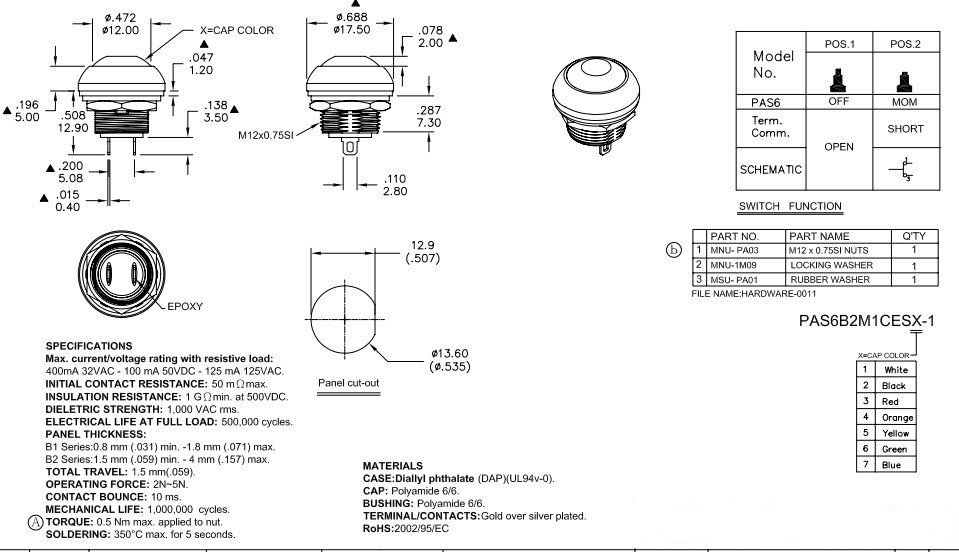 ø.472
ø12.00
X=CAP COLOR
▲
.047
1.20
▲ .196
5.00
.508
12.90
.138 ▲
3.50
▲ .200
5.08
▲ .015
0.40
▲
ø.688
ø17.50
.078
2.00 ▲
.287
7.30
M12x0.75SI
.110
2.80
Model No.
POS.1
POS.2
PAS6
OFF
MOM
Term. Comm.
OPEN
SHORT
SCHEMATIC
1
3
SWITCH FUNCTION
b
PART NO. PART NAME Q'TY
1 MNU- PA03 M12 x 0.75SI NUTS 1
2 MNU-1M09 LOCKING WASHER 1
3 MSU- PA01 RUBBER WASHER 1
FILE NAME:HARDWARE-0011
EPOXY
12.9
(.507)
ø13.60
(ø.535)
Panel cut-out
PAS6B2M1CESX-1
X=CAP COLOR
1 White
2 Black
3 Red
4 Orange
5 Yellow
6 Green
7 Blue
SPECIFICATIONS
Max. current/voltage rating with resistive load:
400mA 32VAC - 100 mA 50VDC - 125 mA 125VAC.
INITIAL CONTACT RESISTANCE: 50 mΩmax.
INSULATION RESISTANCE: 1 GΩmin. at 500VDC.
DIELETRIC STRENGTH: 1,000 VAC rms.
ELECTRICAL LIFE AT FULL LOAD: 500,000 cycles.
PANEL THICKNESS:
B1 Series:0.8 mm (.031) min. -1.8 mm (.071) max.
B2 Series:1.5 mm (.059) min. - 4 mm (.157) max.
TOTAL TRAVEL: 1.5 mm(.059).
OPERATING FORCE: 2N~5N.
CONTACT BOUNCE: 10 ms.
MECHANICAL LIFE: 1,000,000 cycles.
A TORQUE: 0.5 Nm max. applied to nut.
SOLDERING: 350°C max. for 5 seconds.
MATERIALS
CASE:Diallyl phthalate (DAP)(UL94v-0).
CAP: Polyamide 6/6.
BUSHING: Polyamide 6/6.
TERMINAL/CONTACTS:Gold over silver plated.
RoHS:2002/95/EC